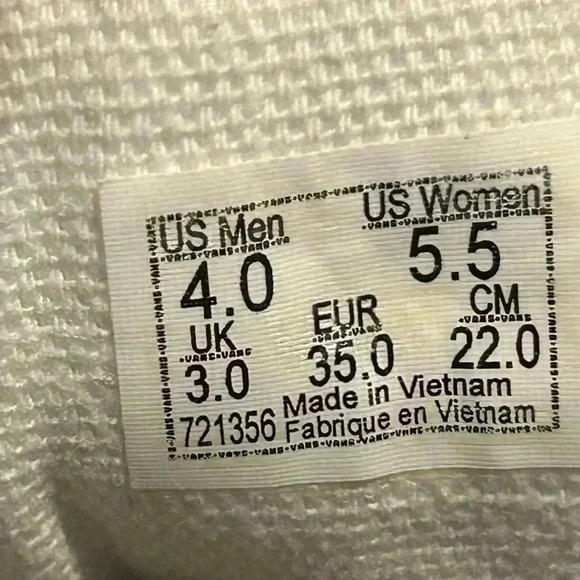 US Men US Women
4.0 5.5
UK EUR CM
3.0 35.0 22.0
721356 Made in Vietnam
Fabrique en Vietnam